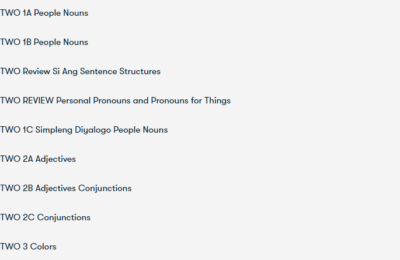 TWO 1A People Nouns
TWO 1B People Nouns
TWO Review Si Ang Sentence Structures
TWO REVIEW Personal Pronouns and Pronouns for Things
TWO 1C Simpleng Diyalogo People Nouns
TWO 2A Adjectives
TWO 2B Adjectives Conjunctions
TWO 2C Conjunctions
TWO 3 Colors